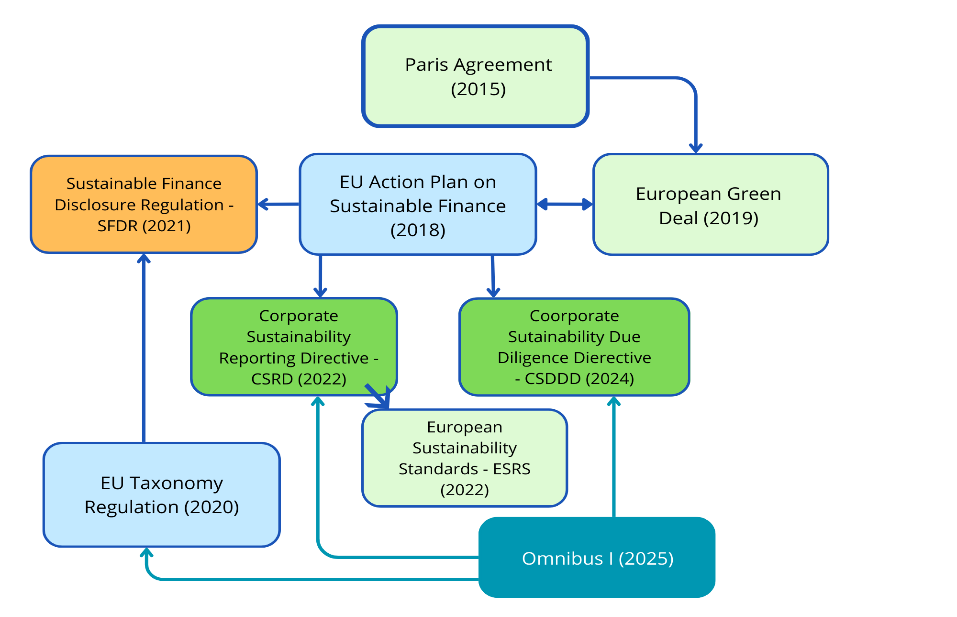 Paris Agreement
(2015)
Sustainable Finance
Disclosure Regulation -
SFDR (2021)
EU Action Plan on
Sustainable Finance
(2018)
European Green
Deal (2019)
Corporate
Sustainability
Reporting Directive -
CSRD (2022)
Coorporate
Sutainability Due
Diligence Dierective
- CSDDD (2024)
European
Sustainability
Standards - ESRS
(2022)
EU Taxonomy
Regulation (2020)
Omnibus I (2025)